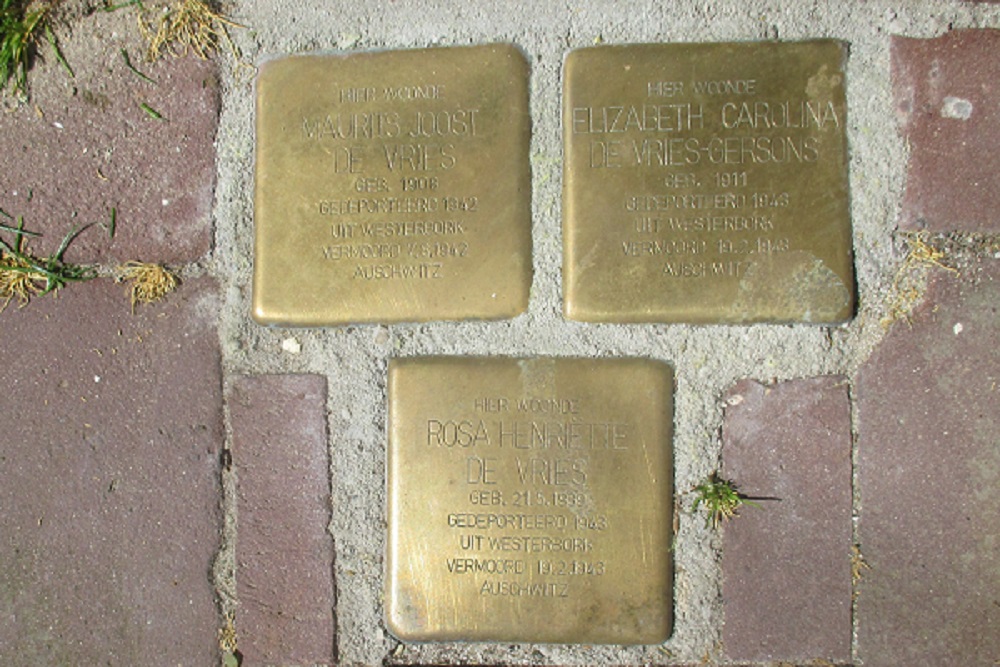 HIER WOONDE
MAURITS JOOST
DE VRIES
GEB. 1908
GEDEPORTEERD 1942
UIT WESTERBORK
VERMOORD 7.8.1942
AUSCHWITZ
HIER WOONDE
ELIZABETH CAROLINA
DE VRIES-GERSONS
GEB. 1911
GEDEPORTEERD 1943
UIT WESTERBORK
VERMOORD 19.2.1943
AUSCHWITZ
HIER WOONDE
ROSA HENRIËTTE
DE VRIES
GEB. 21.5.1939
GEDEPORTEERD 1943
UIT WESTERBORK
VERMOORD 19.2.1943
AUSCHWITZ